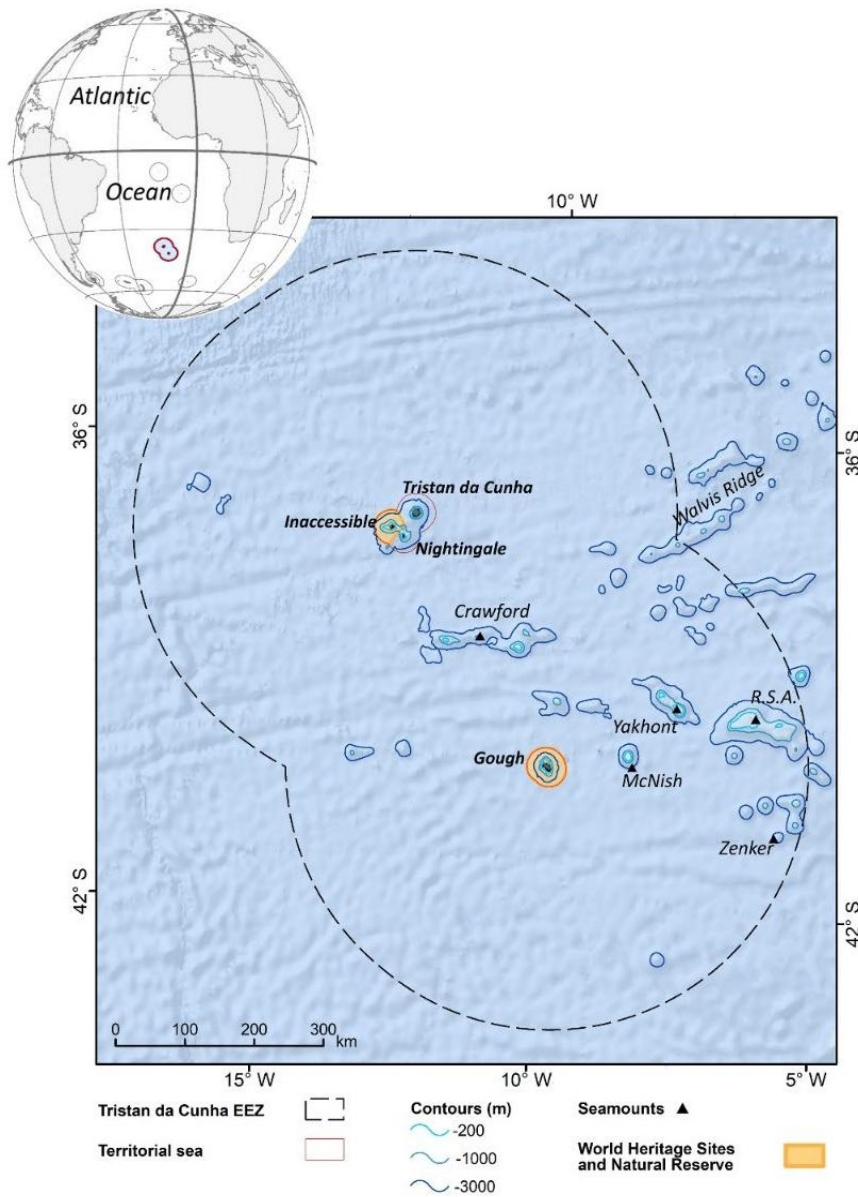 Atlantic
Ocean
10° W
36° S
36° S
Tristan da Cunha
Inaccessible
Nightingale
Walvis Ridge
Crawford
R.S.A.
Yakhont
Gough
McNish
Zenker
42° S
42° S
0 100 200 300
km
15° W 10° W 5° W
Tristan da Cunha EEZ
Territorial sea
Contours (m)
-200
-1000
-3000
Seamounts
World Heritage Sites
and Natural Reserve